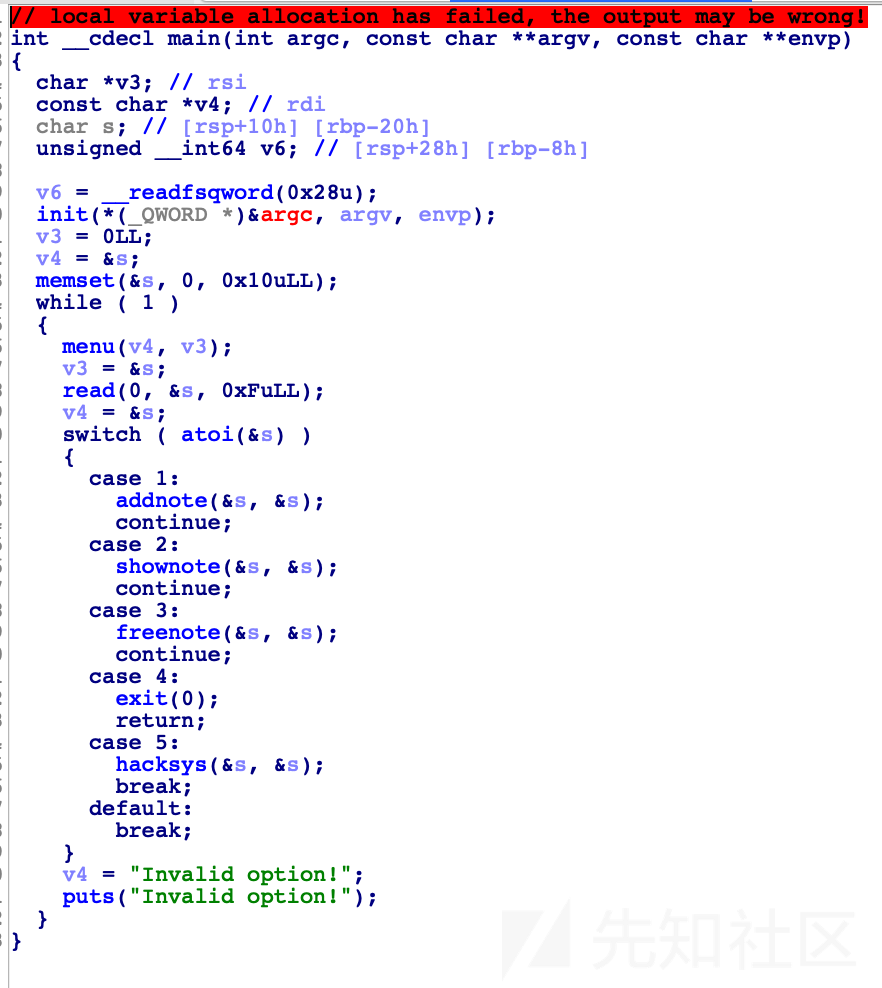 // local variable allocation has failed, the output may be wrong!
int __cdecl main(int argc, const char **argv, const char **envp)
{
  char *v3; // rsi
  const char *v4; // rdi
  char s; // [rsp+10h] [rbp-20h]
  unsigned __int64 v6; // [rsp+28h] [rbp-8h]

  v6 = __readfsqword(0x28u);
  init(*(_QWORD *)&argc, argv, envp);
  v3 = 0LL;
  v4 = &s;
  memset(&s, 0, 0x10uLL);
  while ( 1 )
  {
    menu(v4, v3);
    v3 = &s;
    read(0, &s, 0xFuLL);
    v4 = &s;
    switch ( atoi(&s) )
    {
      case 1:
        addnote(&s, &s);
        continue;
      case 2:
        shownote(&s, &s);
        continue;
      case 3:
        freenote(&s, &s);
        continue;
      case 4:
        exit(0);
        return;
      case 5:
        hacksys(&s, &s);
        break;
      default:
        break;
    }
    v4 = "Invalid option!";
    puts("Invalid option!");
  }
}
先知社区